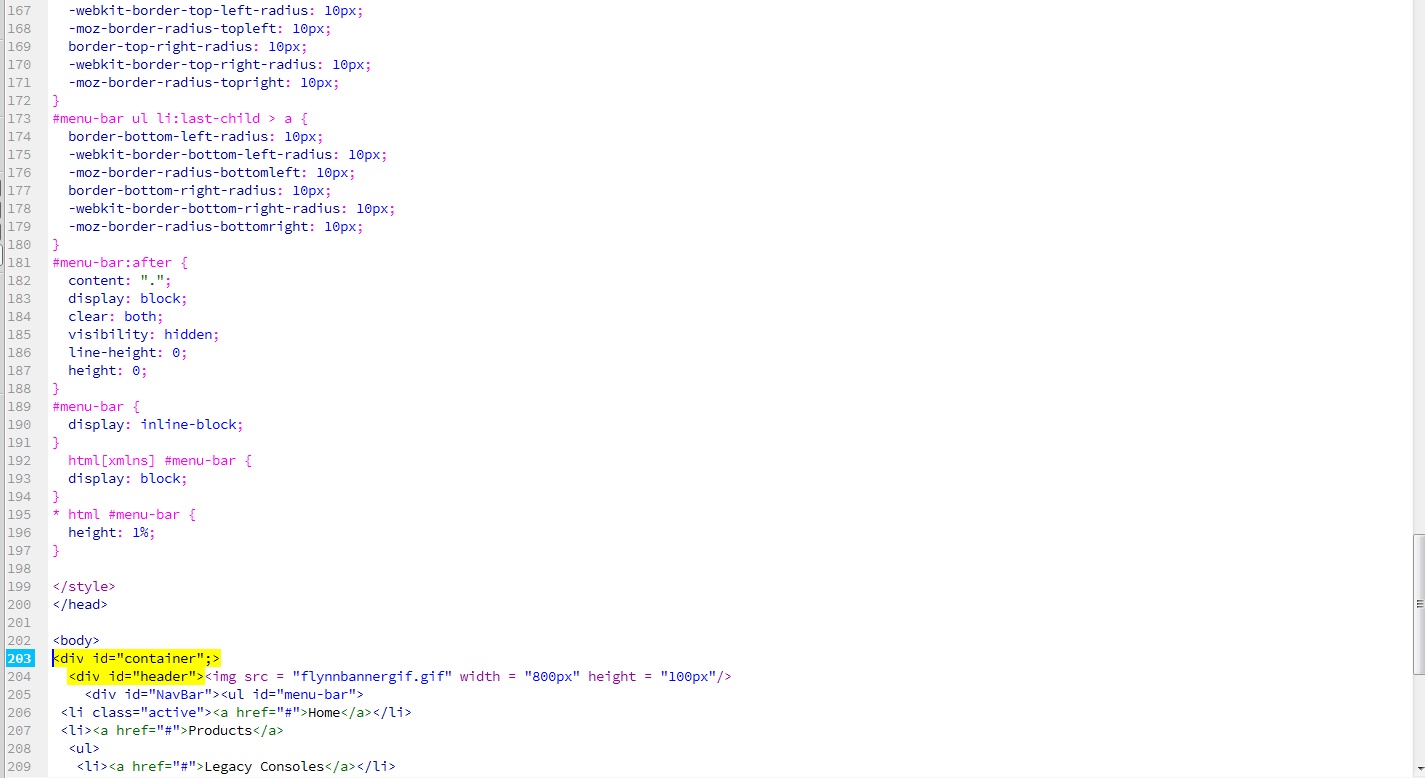 167 -webkit-border-top-left-radius: 10px;
168 -moz-border-radius-topleft: 10px;
169 border-top-right-radius: 10px;
170 -webkit-border-top-right-radius: 10px;
171 -moz-border-radius-topright: 10px;
172 }
173 #menu-bar ul li:last-child > a {
174 border-bottom-left-radius: 10px;
175 -webkit-border-bottom-left-radius: 10px;
176 -moz-border-radius-bottomleft: 10px;
177 border-bottom-right-radius: 10px;
178 -webkit-border-bottom-right-radius: 10px;
179 -moz-border-radius-bottomright: 10px;
180 }
181 #menu-bar:after {
182 content: ".";
183 display: block;
184 clear: both;
185 visibility: hidden;
186 line-height: 0;
187 height: 0;
188 }
189 #menu-bar {
190 display: inline-block;
191 }
192 html[xmlns] #menu-bar {
193 display: block;
194 }
195 * html #menu-bar {
196 height: 1%;
197 }
198
199 </style>
200 </head>
201
202 <body>
203 <div id="container";>
204 <div id="header"><img src = "flynnbannergif.gif" width = "800px" height = "100px"/>
205 <div id="NavBar"><ul id="menu-bar">
206 <li class="active"><a href="#">Home</a></li>
207 <li><a href="#">Products</a>
208 <ul>
209 <li><a href="#">Legacy Consoles</a></li>